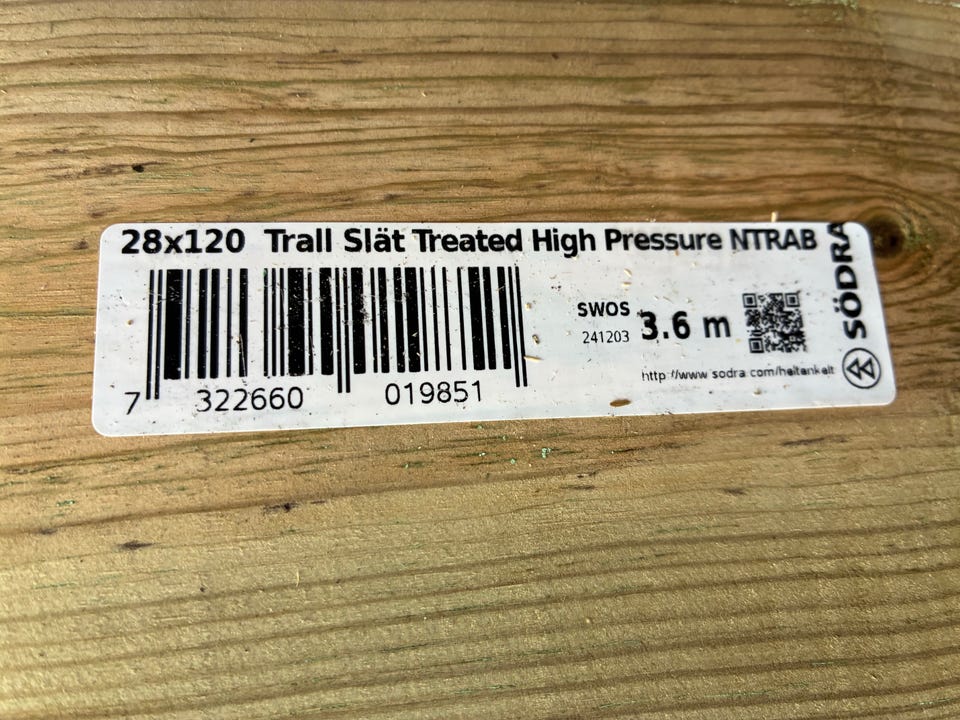 28x120 Trall Slät Treated High Pressure NTRAB
SWOS
241203
3.6 m
http://www.sodra.com/heltenkelt
7 322660 019851
SÖDRA